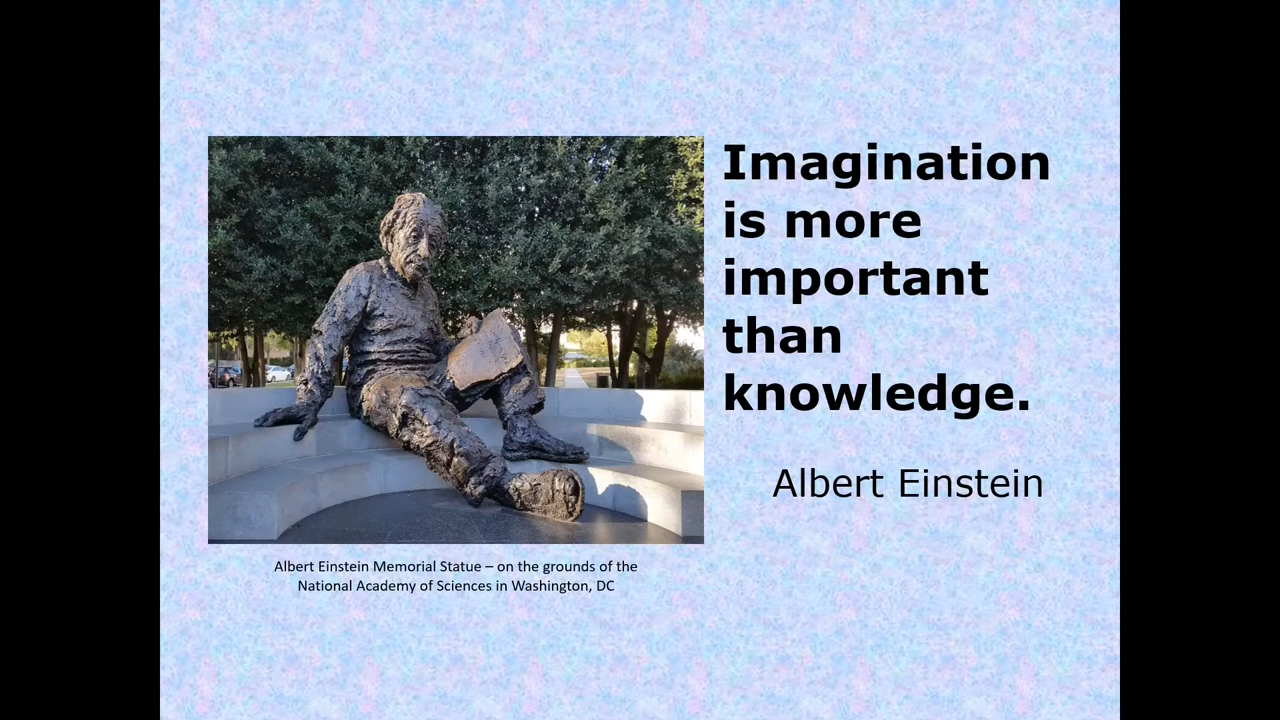 Imagination
is more
important
than
knowledge.
Albert Einstein
Albert Einstein Memorial Statue – on the grounds of the
National Academy of Sciences in Washington, DC